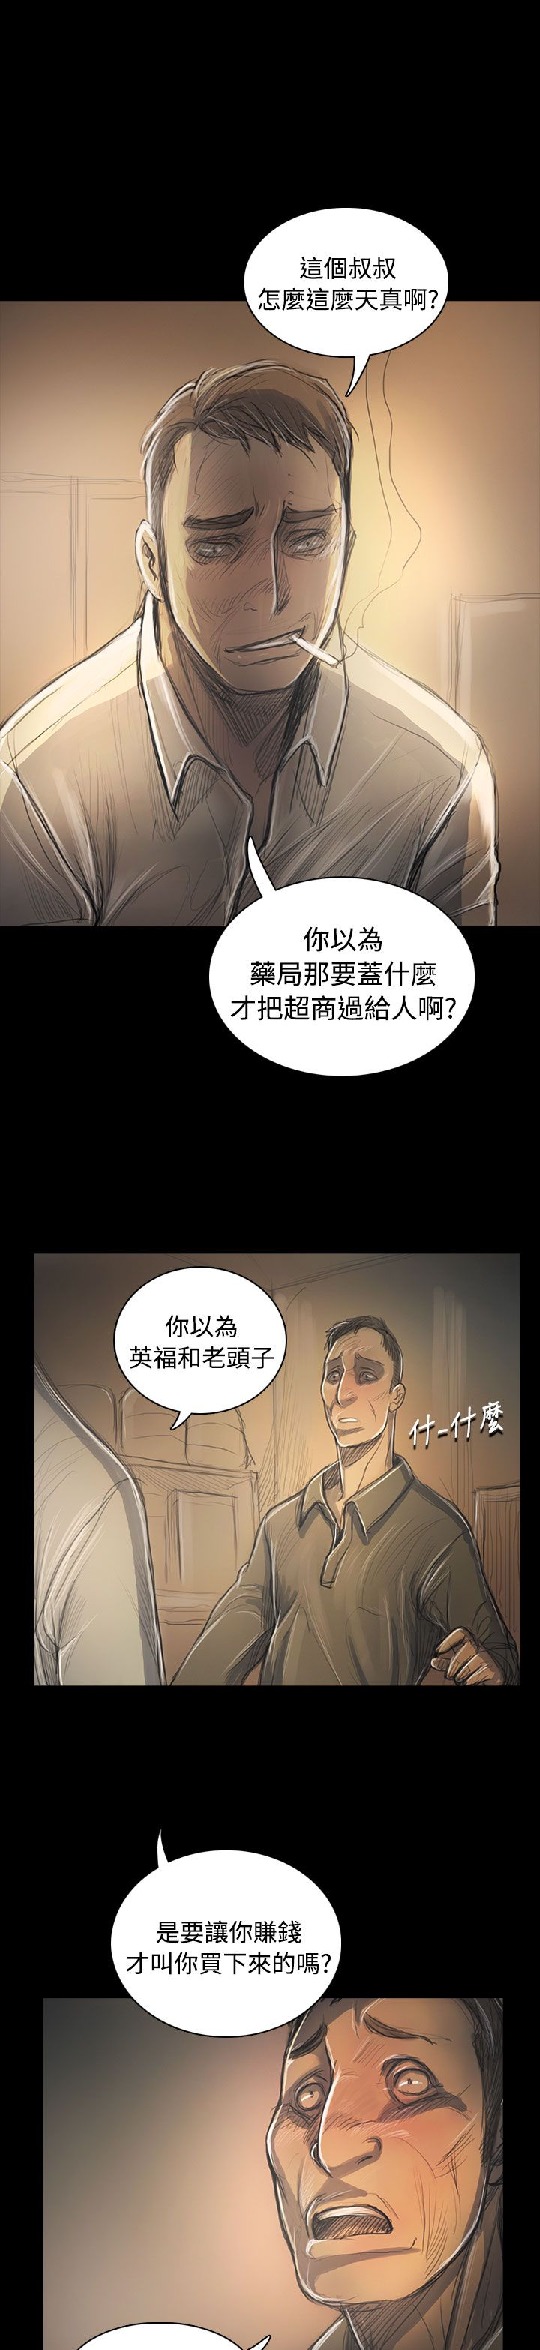 這個叔叔
怎麼這麼天真啊?
你以為
藥局那要蓋什麼
才把超商過給人啊?
你以為
英福和老頭子
什-什麼
是要讓你賺錢
才叫你買下來的嗎?